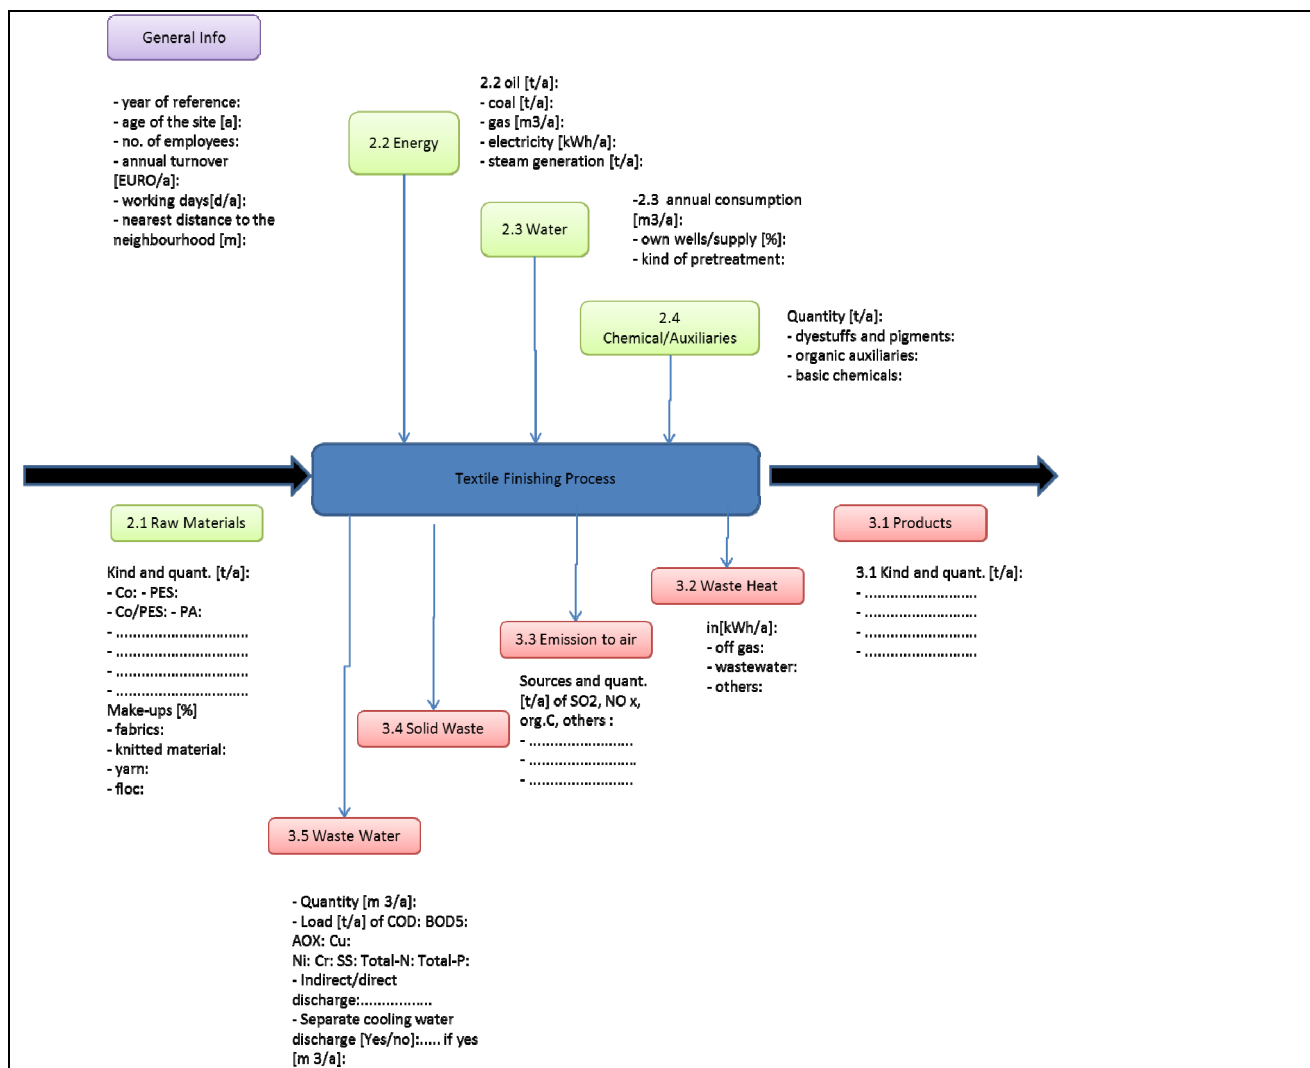 General Info
- year of reference:
- age of the site [a]:
- no. of employees:
- annual turnover
[EURO/a]:
- working days[d/a]:
- nearest distance to the
neighbourhood [m]:
2.2 Energy
2.2 oil [t/a]:
- coal [t/a]:
- gas [m3/a]:
- electricity [kWh/a]:
- steam generation [t/a]:
2.3 Water
-2.3 annual consumption
[m3/a]:
- own wells/supply [%]:
- kind of pretreatment:
2.4
Chemical/Auxiliaries
Quantity [t/a]:
- dyestuffs and pigments:
- organic auxiliaries:
- basic chemicals:
Textile Finishing Process
2.1 Raw Materials
Kind and quant. [t/a]:
- Co: - PES:
- Co/PES: - PA:
- ...............................
- ...............................
- ...............................
- ...............................
Make-ups [%]
- fabrics:
- knitted material:
- yarn:
- floc:
3.1 Products
3.1 Kind and quant. [t/a]:
- ..........................
- ..........................
- ..........................
- ..........................
3.2 Waste Heat
in[kWh/a]:
- off gas:
- wastewater:
- others:
3.3 Emission to air
Sources and quant.
[t/a] of SO2, NO x,
org.C, others :
- ........................
- .........................
- ........................
3.4 Solid Waste
3.5 Waste Water
- Quantity [m 3/a]:
- Load [t/a] of COD: BOD5:
AOX: Cu:
Ni: Cr: SS: Total-N: Total-P:
- Indirect/direct
discharge:.................
- Separate cooling water
discharge [Yes/no]:..... if yes
[m 3/a]: